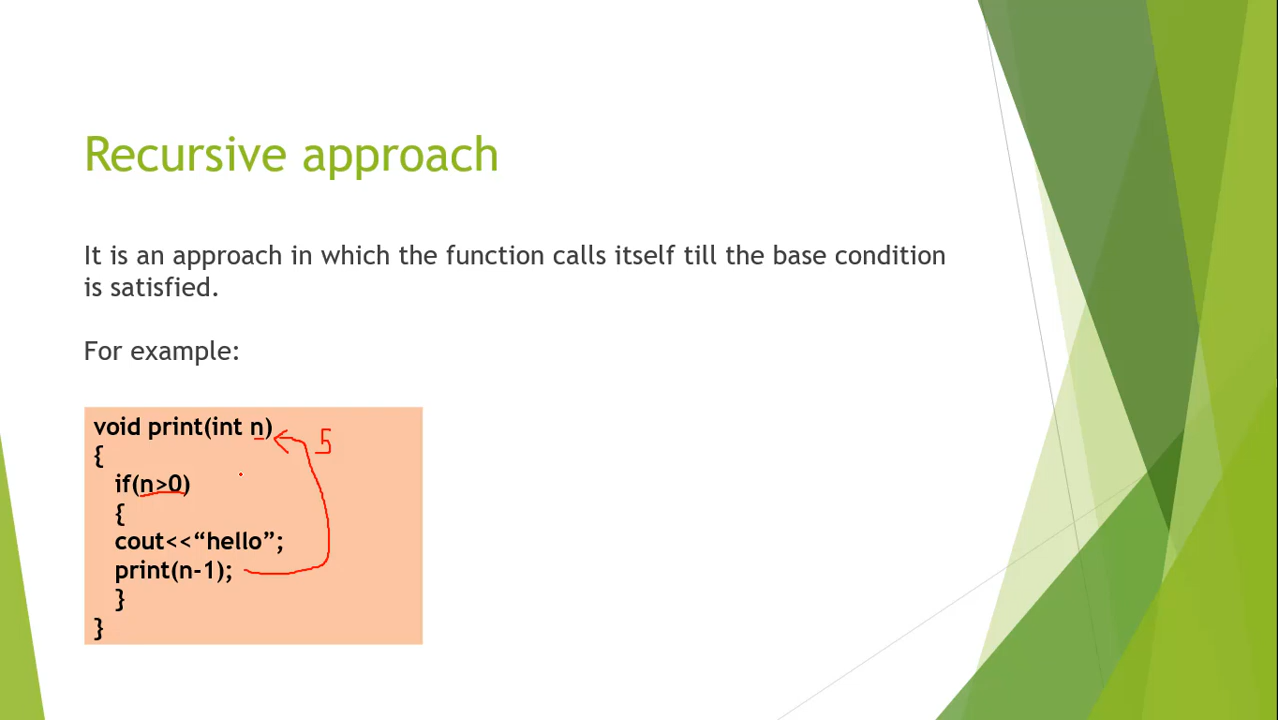 Recursive approach
It is an approach in which the function calls itself till the base condition
is satisfied.
For example:
void print(int n)
5
{
if(n>0)
{
cout<<“hello”;
print(n-1);
}
}